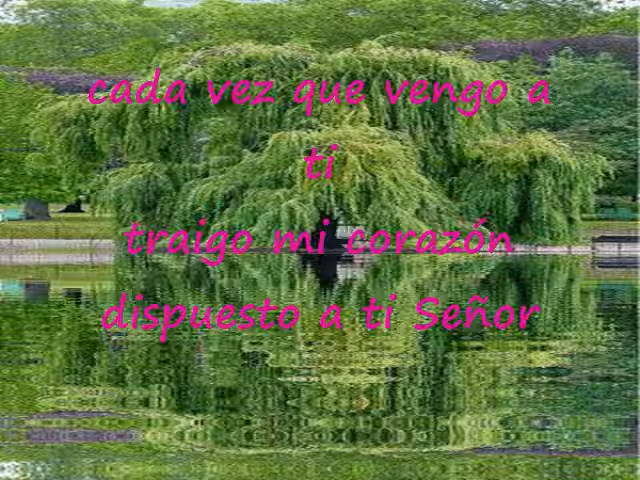 cada vez que vengo a
ti
traigo mi corazón
dispuesto a ti Señor